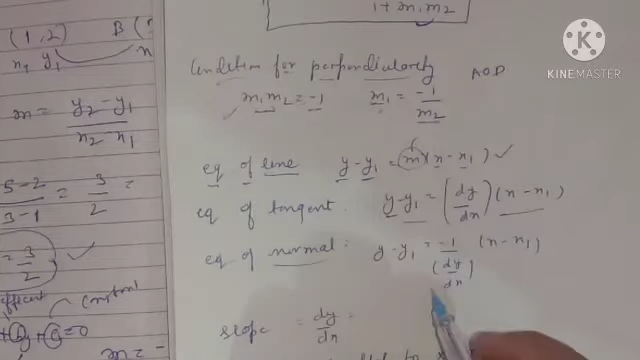 1 + m₁m₂
(1, 2) B (
x₁ y₁ x
m = y₂ - y₁ / x₂ - x₁
5-2 / 3-1 = 3/2 =
= 3/2
Condition for perpendicularity AOD
m₁m₂ = -1 m₁ = -1/m₂
eq of line y - y₁ = m(x - x₁)
eq of tangent y - y₁ = (dy/dx)(x - x₁)
eq of normal: y - y₁ = -1/(dy/dx) (x - x₁)
slope = dy/dx =
constant
=0
m = -
KINEMASTER